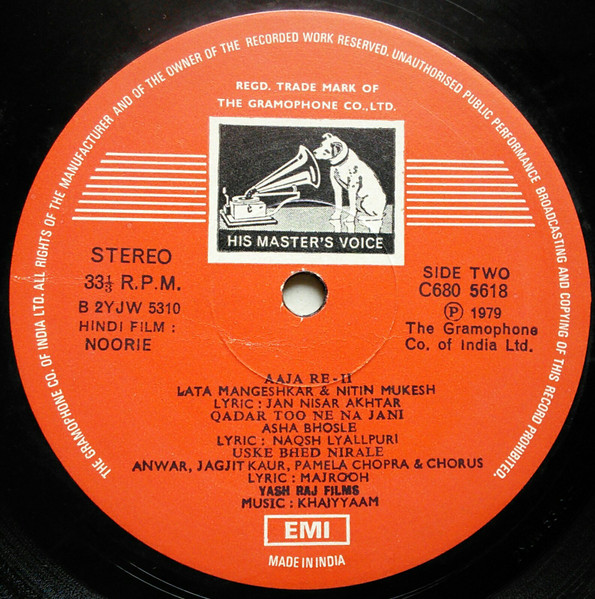 THE GRAMOPHONE CO. OF INDIA LTD. ALL RIGHTS OF THE MANUFACTURER AND OF THE OWNER OF THE RECORDED WORK RESERVED. UNAUTHORISED PUBLIC PERFORMANCE BROADCASTING AND COPYING OF THIS RECORD PROHIBITED.
REGD. TRADE MARK OF
THE GRAMOPHONE CO., LTD.
HIS MASTER'S VOICE
STEREO
33⅓ R.P.M.
B 2YJW 5310
HINDI FILM :
NOORIE
SIDE TWO
C680 5618
Ⓟ 1979
The Gramophone
Co. of India Ltd.
AAJA RE-II
LATA MANGESHKAR & NITIN MUKESH
LYRIC : JAN NISAR AKHTAR
QADAR TOO NE NA JANI
ASHA BHOSLE
LYRIC : NAQSH LYALLPURI
USKE BHED NIRALE
ANWAR, JAGJIT KAUR, PAMELA CHOPRA & CHORUS
LYRIC : MAJROOH
YASH RAJ FILMS
MUSIC : KHAIYYAAM
EMI
MADE IN INDIA